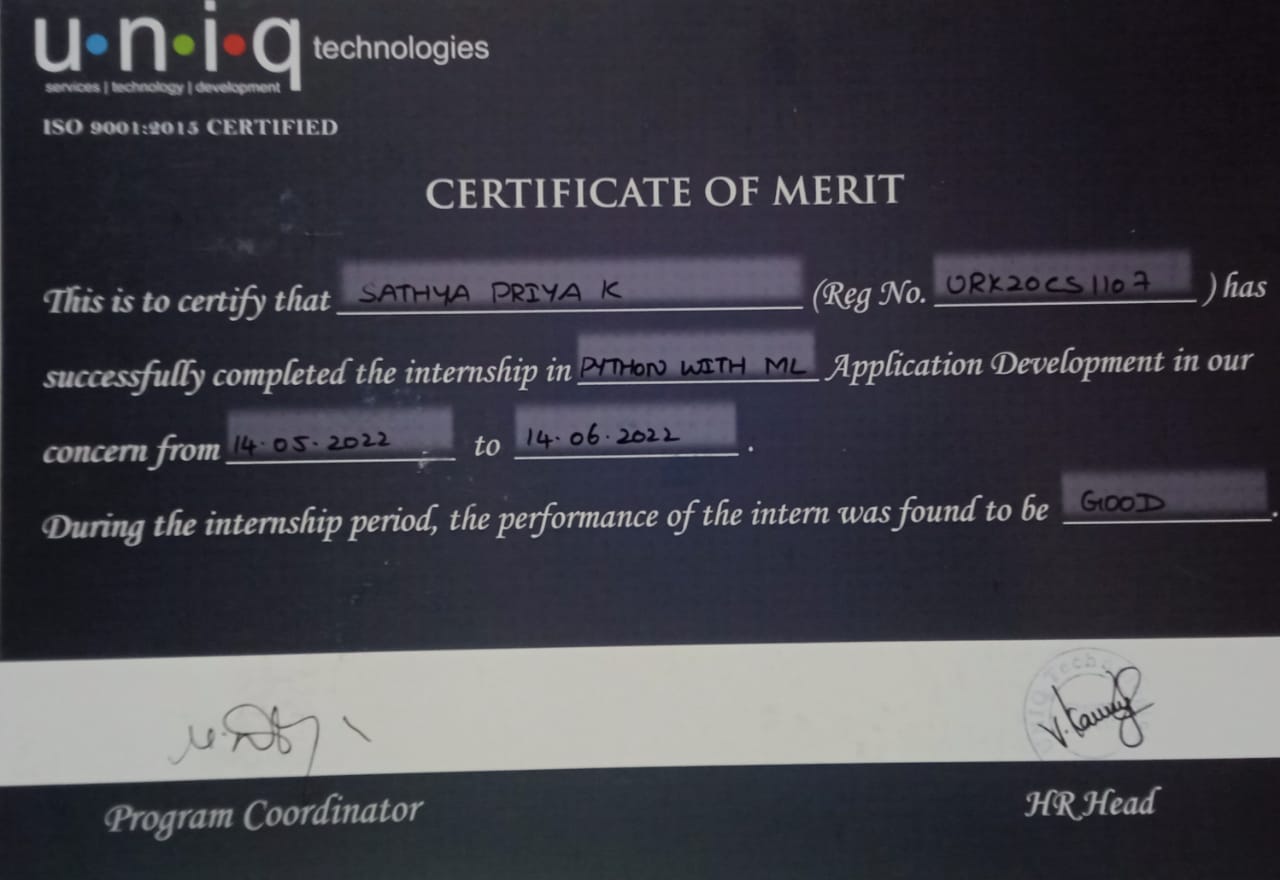 u·n·i·q technologies
services | technology | development
ISO 9001:2015 CERTIFIED
CERTIFICATE OF MERIT
This is to certify that SATHYA PRIYA K (Reg No. URK20CS1107) has
successfully completed the internship in PYTHON WITH ML Application Development in our
concern from 14.05.2022 to 14.06.2022.
During the internship period, the performance of the intern was found to be GOOD.
Program Coordinator
HR Head